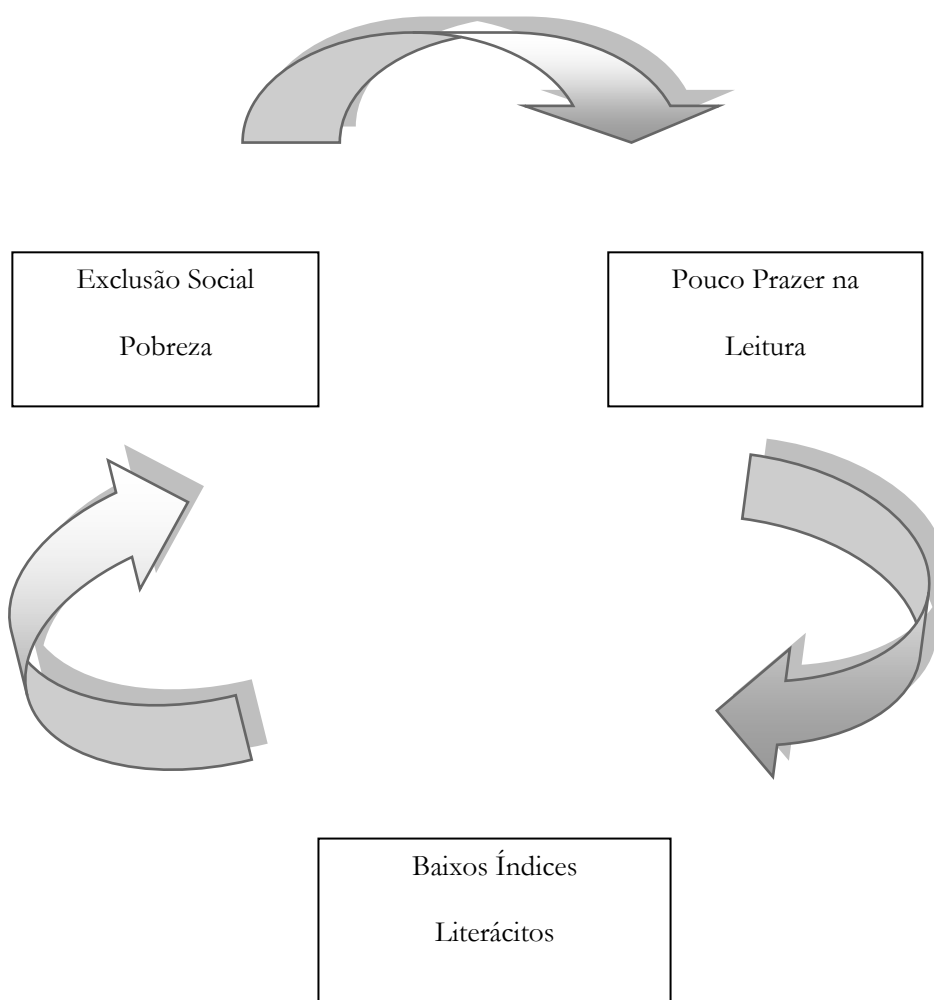 Exclusão Social
Pobreza
Pouco Prazer na
Leitura
Baixos Índices
Literácitos